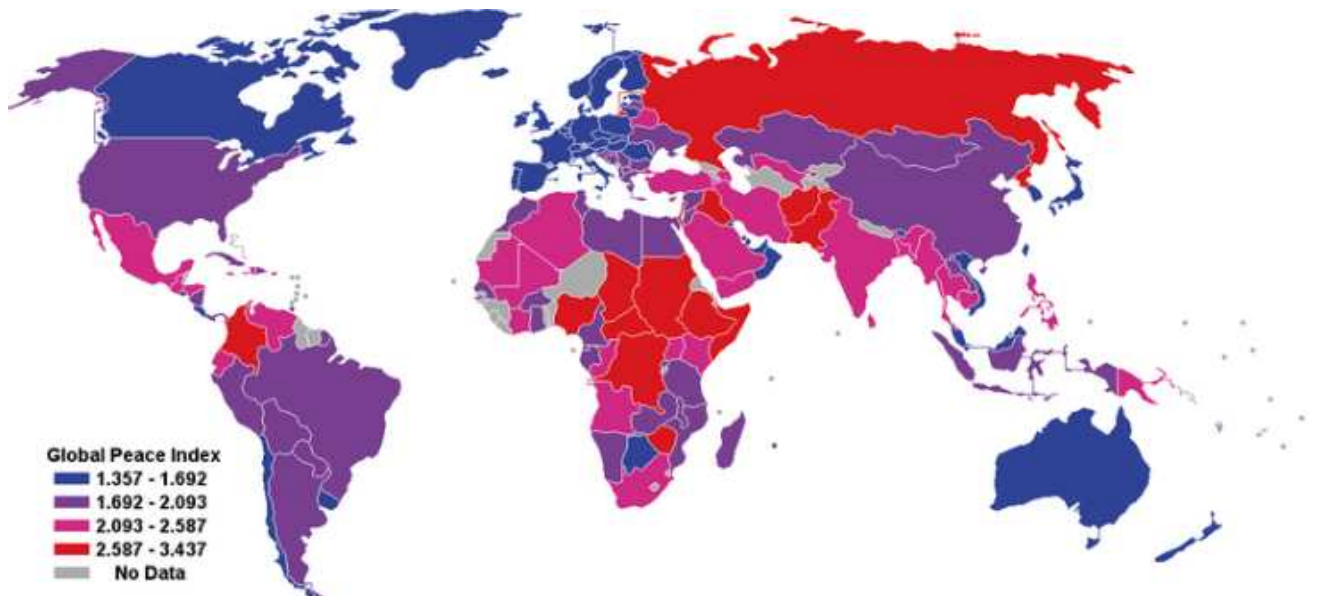 Global Peace Index
1.357 - 1.692
1.692 - 2.093
2.093 - 2.587
2.587 - 3.437
No Data